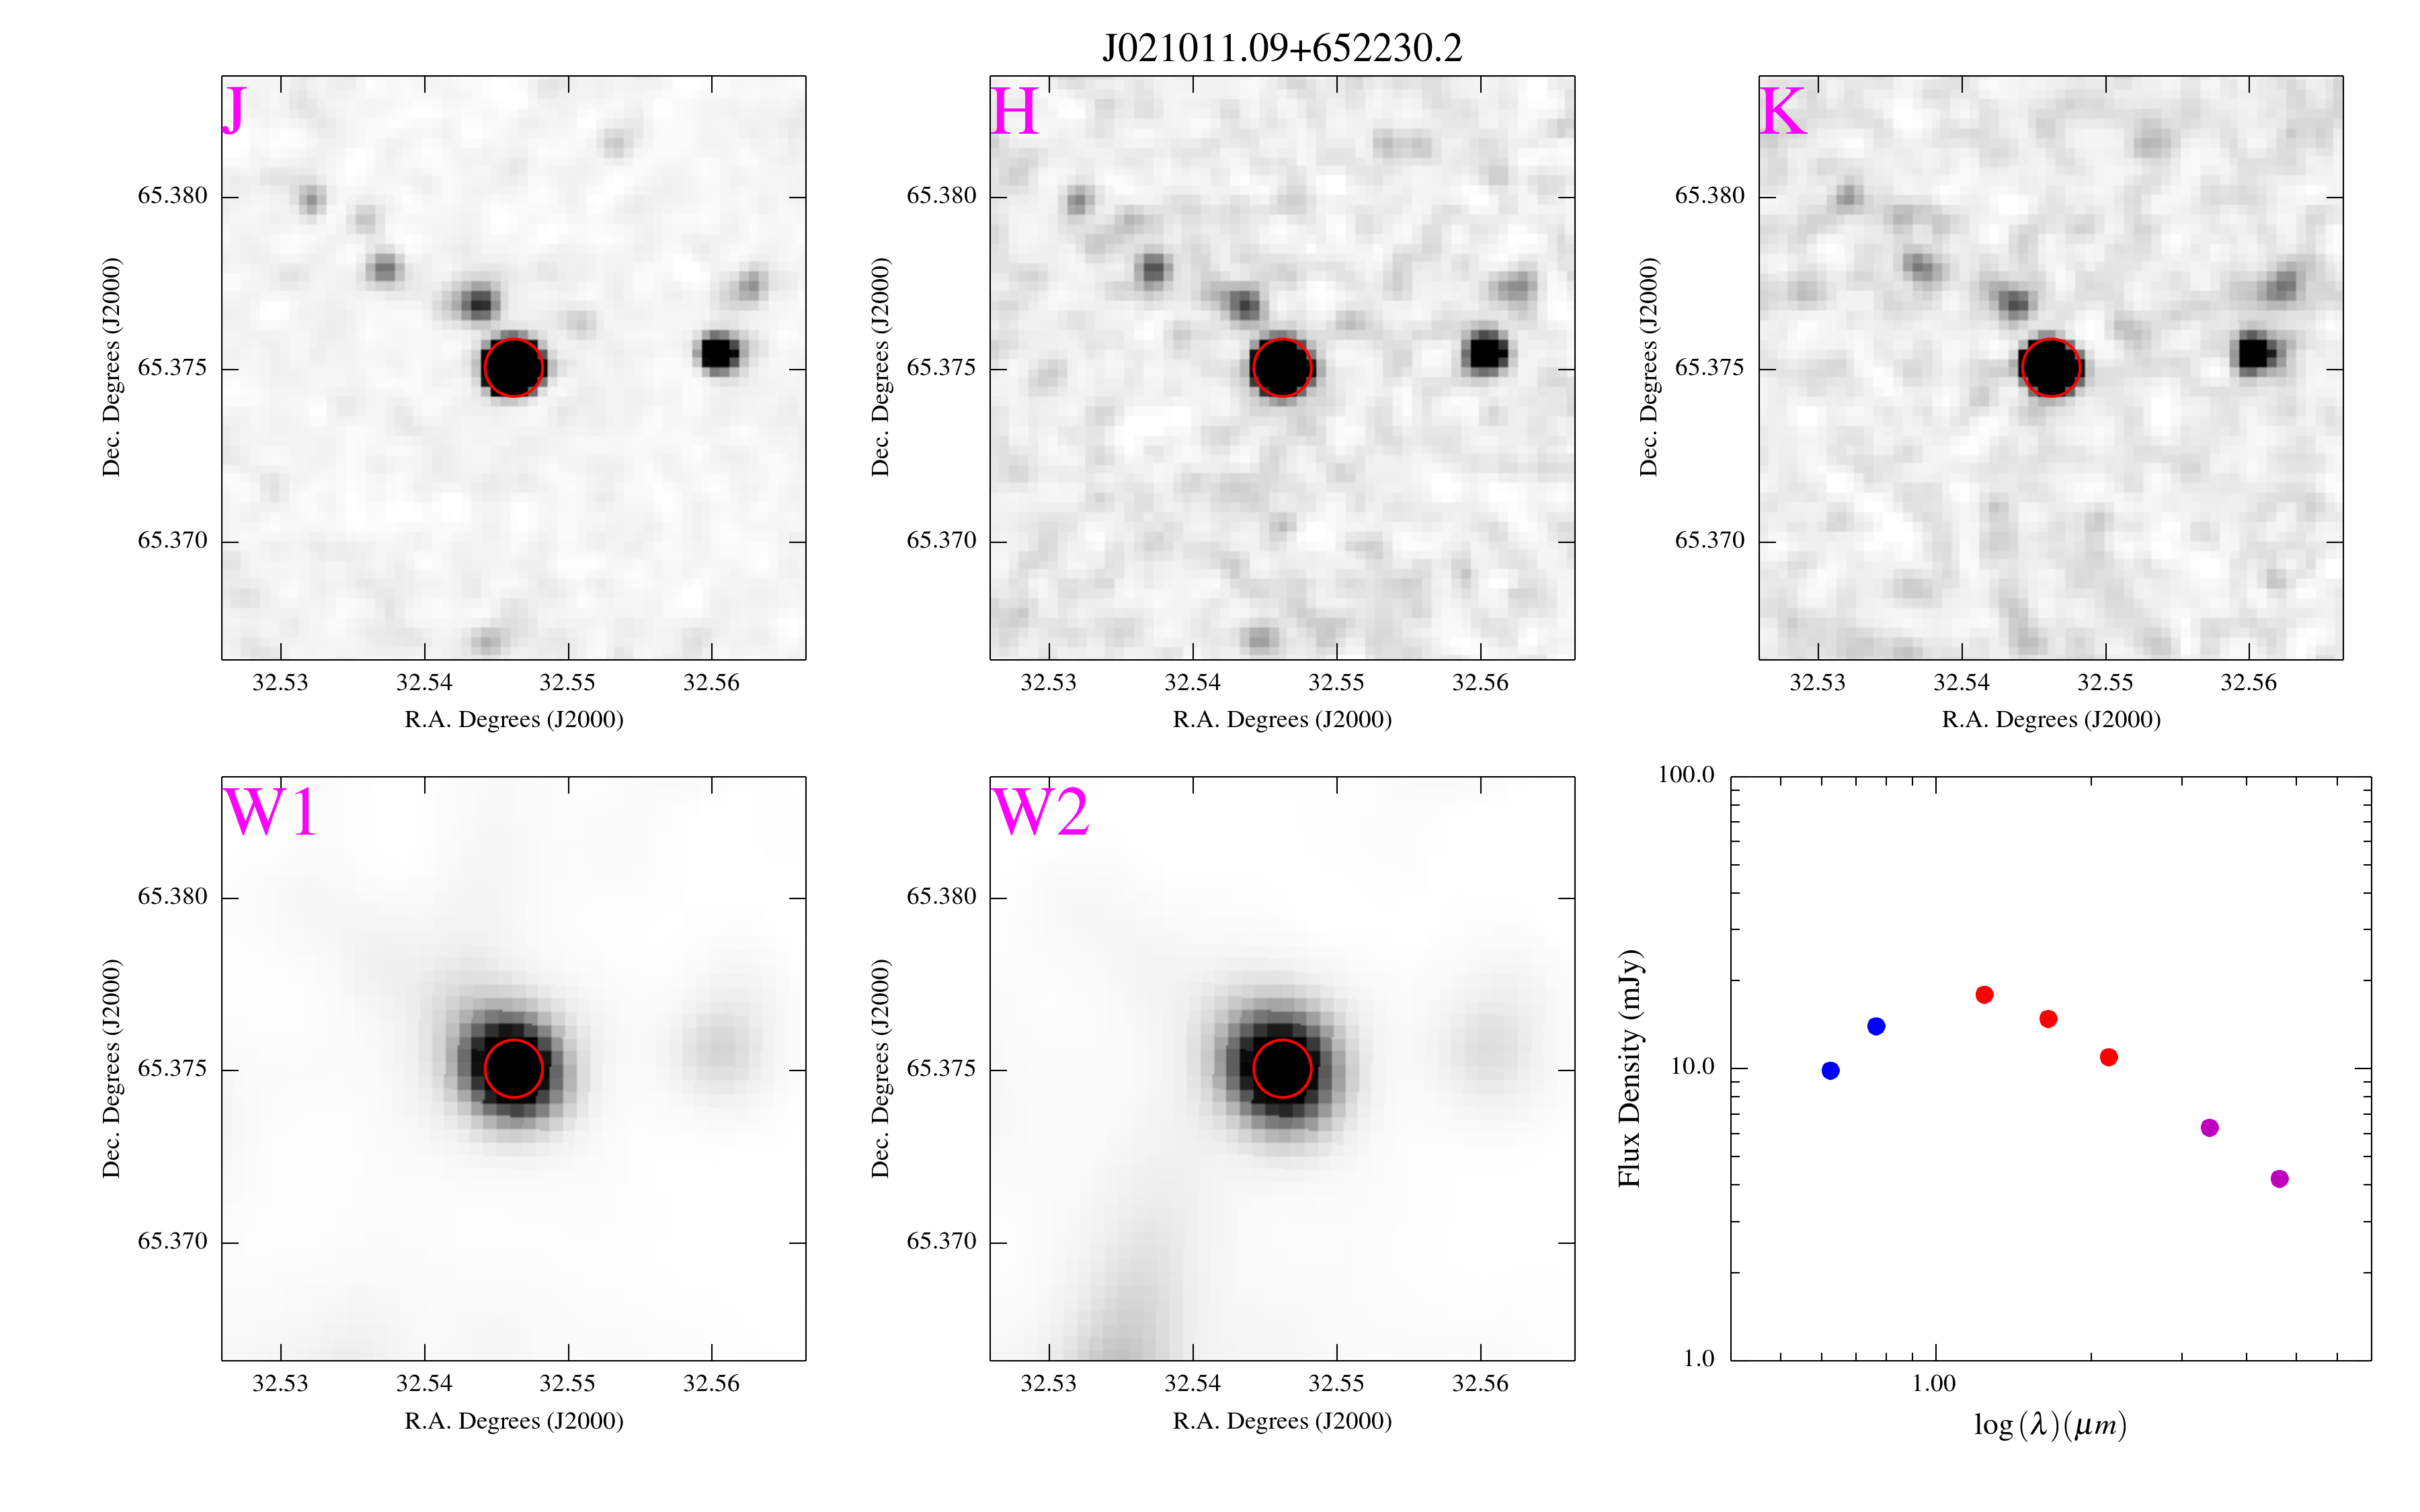 J021011.09+652230.2
J
65.380
65.375
65.370
Dec. Degrees (J2000)
32.53 32.54 32.55 32.56
R.A. Degrees (J2000)
H
65.380
65.375
65.370
Dec. Degrees (J2000)
32.53 32.54 32.55 32.56
R.A. Degrees (J2000)
K
65.380
65.375
65.370
Dec. Degrees (J2000)
32.53 32.54 32.55 32.56
R.A. Degrees (J2000)
W1
65.380
65.375
65.370
Dec. Degrees (J2000)
32.53 32.54 32.55 32.56
R.A. Degrees (J2000)
W2
65.380
65.375
65.370
Dec. Degrees (J2000)
32.53 32.54 32.55 32.56
R.A. Degrees (J2000)
100.0
10.0
1.0
Flux Density (mJy)
1.00
log (λ)(μm)